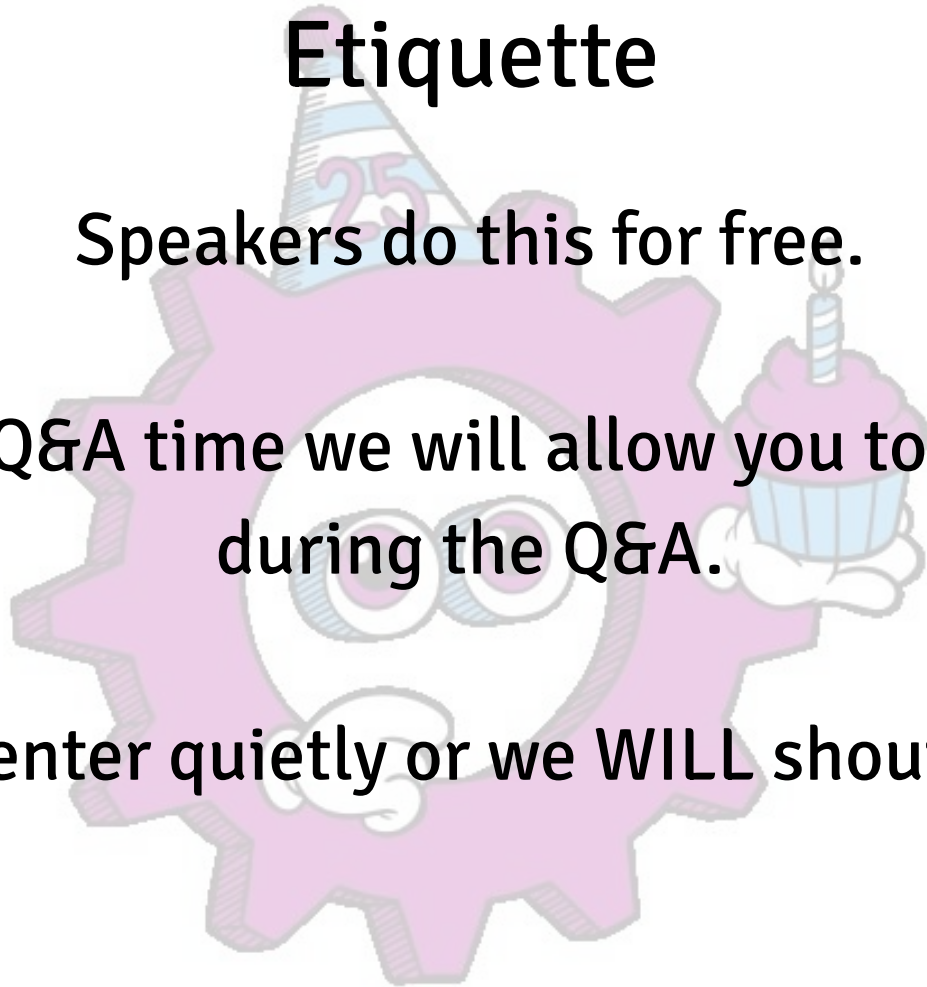 Etiquette
25
Speakers do this for free.
Q&A time we will allow you to
during the Q&A.
enter quietly or we WILL shout